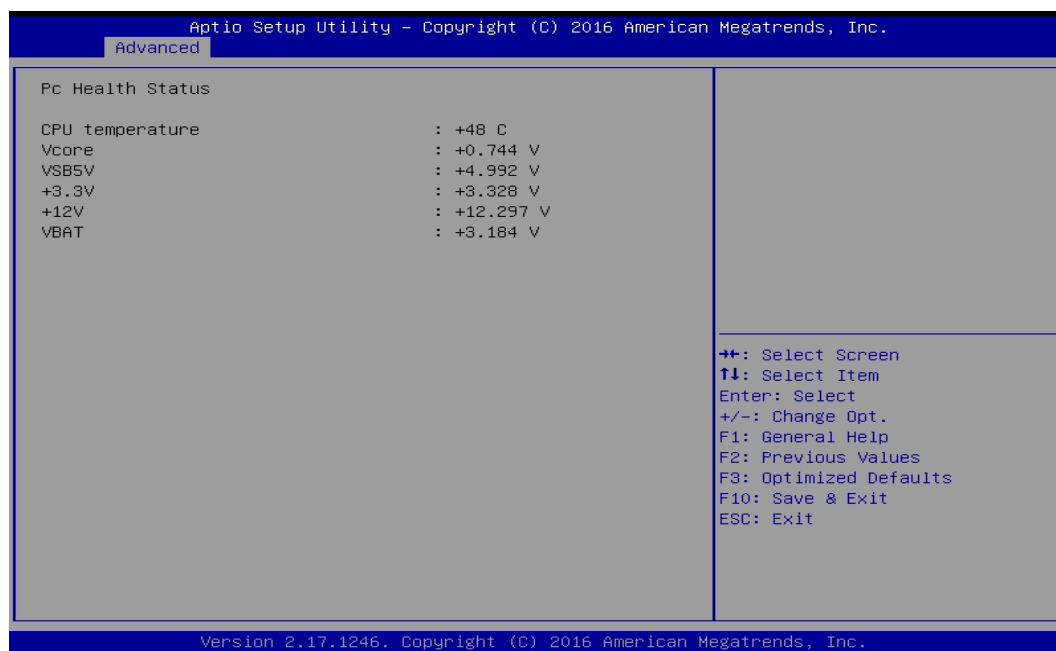 Aptio Setup Utility – Copyright (C) 2016 American Megatrends, Inc.
Advanced
Pc Health Status
CPU temperature : +48 C
Vcore : +0.744 V
VSB5V : +4.992 V
+3.3V : +3.328 V
+12V : +12.297 V
VBAT : +3.184 V
→←: Select Screen
↑↓: Select Item
Enter: Select
+/-: Change Opt.
F1: General Help
F2: Previous Values
F3: Optimized Defaults
F10: Save & Exit
ESC: Exit
Version 2.17.1246. Copyright (C) 2016 American Megatrends, Inc.